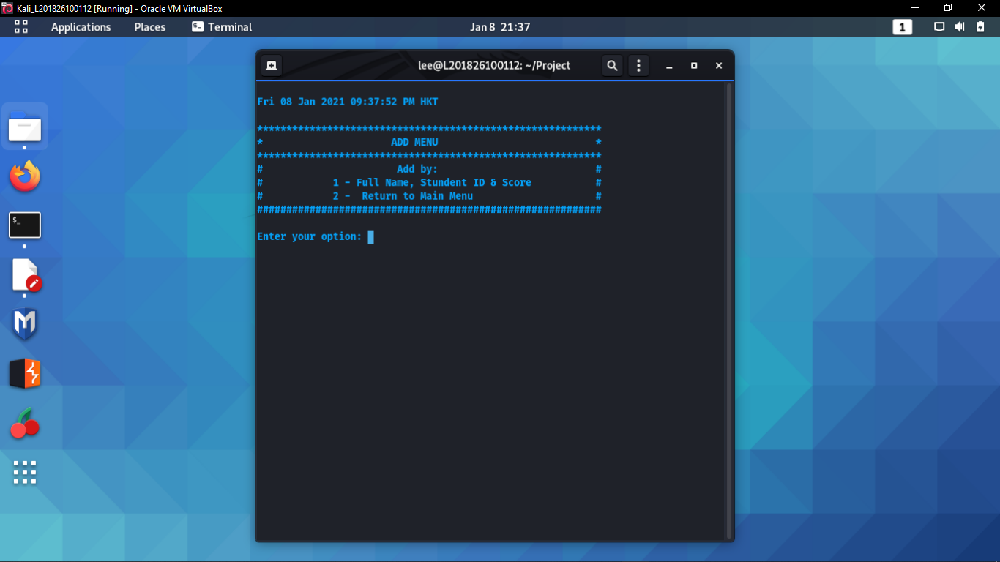 Kali_L201826100112 [Running] - Oracle VM VirtualBox
Applications Places Terminal Jan 8 21:37 1
lee@L201826100112: ~/Project
Fri 08 Jan 2021 09:37:52 PM HKT
***********************************************************
* ADD MENU *
***********************************************************
# Add by: #
# 1 - Full Name, Stundent ID & Score #
# 2 - Return to Main Menu #
###########################################################
Enter your option:
$_